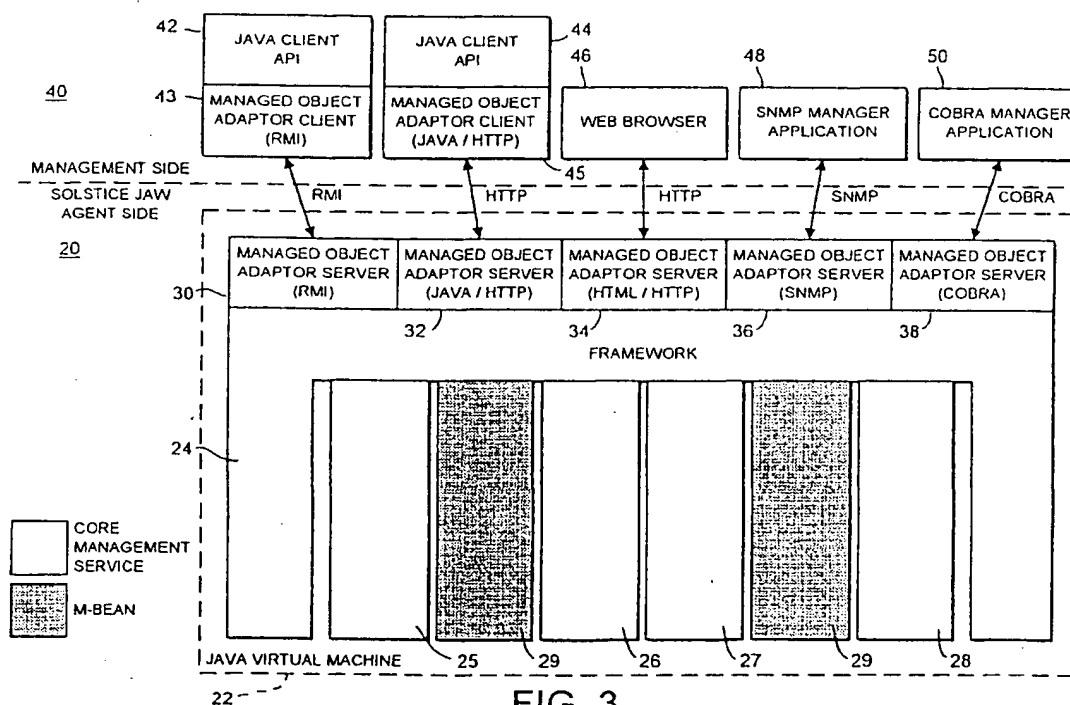 42
JAVA CLIENT
API
44
JAVA CLIENT
API
46
48
50
40
43
MANAGED OBJECT
ADAPTOR CLIENT
(RMI)
MANAGED OBJECT
ADAPTOR CLIENT
(JAVA / HTTP)
WEB BROWSER
SNMP MANAGER
APPLICATION
COBRA MANAGER
APPLICATION
45
MANAGEMENT SIDE
SOLSTICE JAW
AGENT SIDE
RMI
HTTP
HTTP
SNMP
COBRA
20
30
MANAGED OBJECT
ADAPTOR SERVER
(RMI)
MANAGED OBJECT
ADAPTOR SERVER
(JAVA / HTTP)
MANAGED OBJECT
ADAPTOR SERVER
(HTML / HTTP)
MANAGED OBJECT
ADAPTOR SERVER
(SNMP)
MANAGED OBJECT
ADAPTOR SERVER
(COBRA)
32
34
36
38
FRAMEWORK
24
CORE
MANAGEMENT
SERVICE
M-BEAN
JAVA VIRTUAL MACHINE
25
29
26
27
29
28
22
FIG. 3